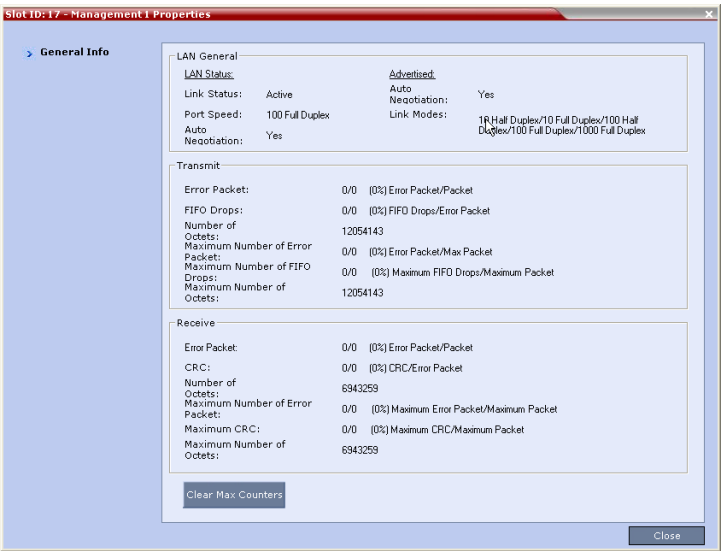 Slot ID: 17 - Management 1 Properties
General Info
LAN General
LAN Status: Advertised:
Link Status: Active Auto Negotiation: Yes
Port Speed: 100 Full Duplex Link Modes: 10 Half Duplex/10 Full Duplex/100 Half
Duplex/100 Full Duplex/1000 Full Duplex
Auto Negotiation: Yes
Transmit
Error Packet: 0/0 (0%) Error Packet/Packet
FIFO Drops: 0/0 (0%) FIFO Drops/Error Packet
Number of
Octets: 12054143
Maximum Number of Error
Packet: 0/0 (0%) Error Packet/Max Packet
Maximum Number of FIFO
Drops: 0/0 (0%) Maximum FIFO Drops/Maximum Packet
Maximum Number of
Octets: 12054143
Receive
Error Packet: 0/0 (0%) Error Packet/Packet
CRC: 0/0 (0%) CRC/Error Packet
Number of
Octets: 6943259
Maximum Number of Error
Packet: 0/0 (0%) Maximum Error Packet/Maximum Packet
Maximum CRC: 0/0 (0%) Maximum CRC/Maximum Packet
Maximum Number of
Octets: 6943259
Clear Max Counters
Close